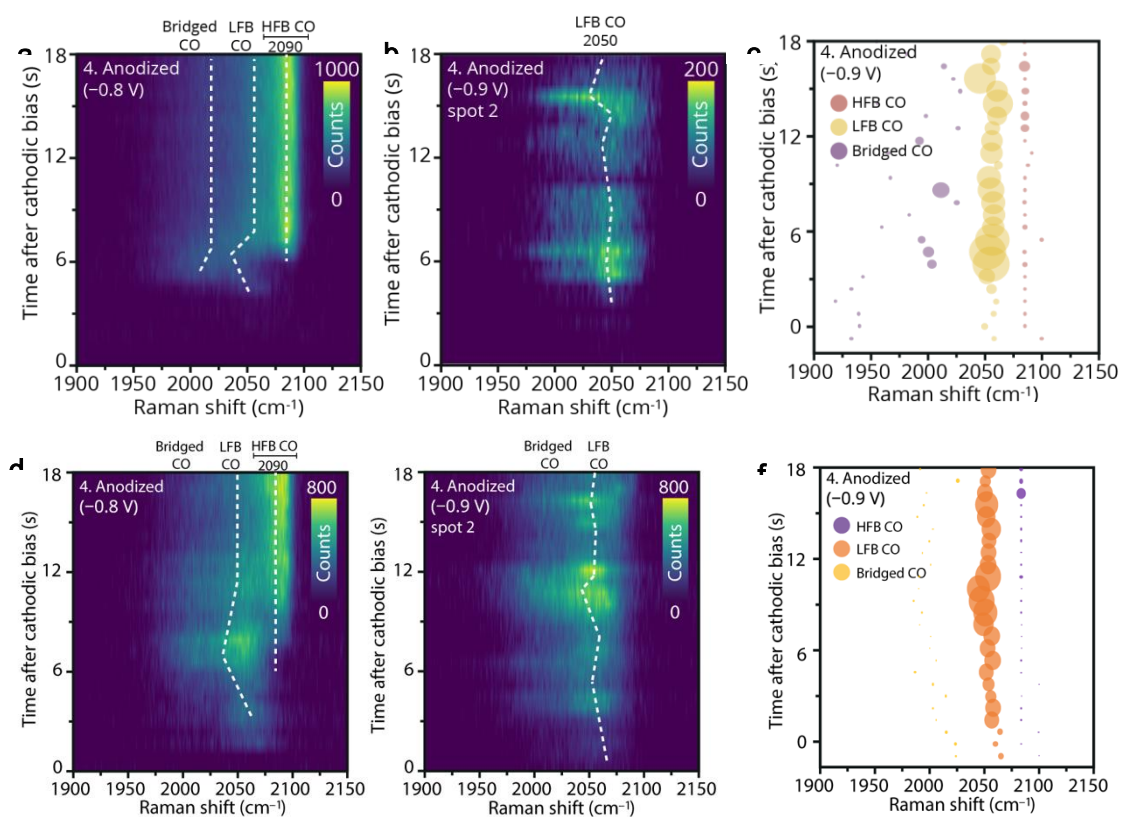 Bridged
CO
LFB
CO
HFB CO
2090
a
18
12
6
0
Time after cathodic bias (s)
4. Anodized
(−0.8 V)
1000
Counts
0
1900 1950 2000 2050 2100 2150
Raman shift (cm⁻¹)
LFB CO
2050
b
18
12
6
0
Time after cathodic bias (s)
4. Anodized
(−0.9 V)
spot 2
200
Counts
0
1900 1950 2000 2050 2100 2150
Raman shift (cm⁻¹)
18
12
6
0
Time after cathodic bias (s)
4. Anodized
(−0.9 V)
HFB CO
LFB CO
Bridged CO
1900 1950 2000 2050 2100 2150
Raman shift (cm⁻¹)
Bridged
CO
LFB
CO
HFB CO
2090
d
18
12
6
0
Time after cathodic bias (s)
4. Anodized
(−0.8 V)
800
Counts
0
1900 1950 2000 2050 2100 2150
Raman shift (cm⁻¹)
Bridged
CO
LFB
CO
18
12
6
0
Time after cathodic bias (s)
4. Anodized
(−0.9 V)
spot 2
800
Counts
0
1900 1950 2000 2050 2100 2150
Raman shift (cm⁻¹)
f
18
12
6
0
Time after cathodic bias (s)
4. Anodized
(−0.9 V)
HFB CO
LFB CO
Bridged CO
1900 1950 2000 2050 2100 2150
Raman shift (cm⁻¹)